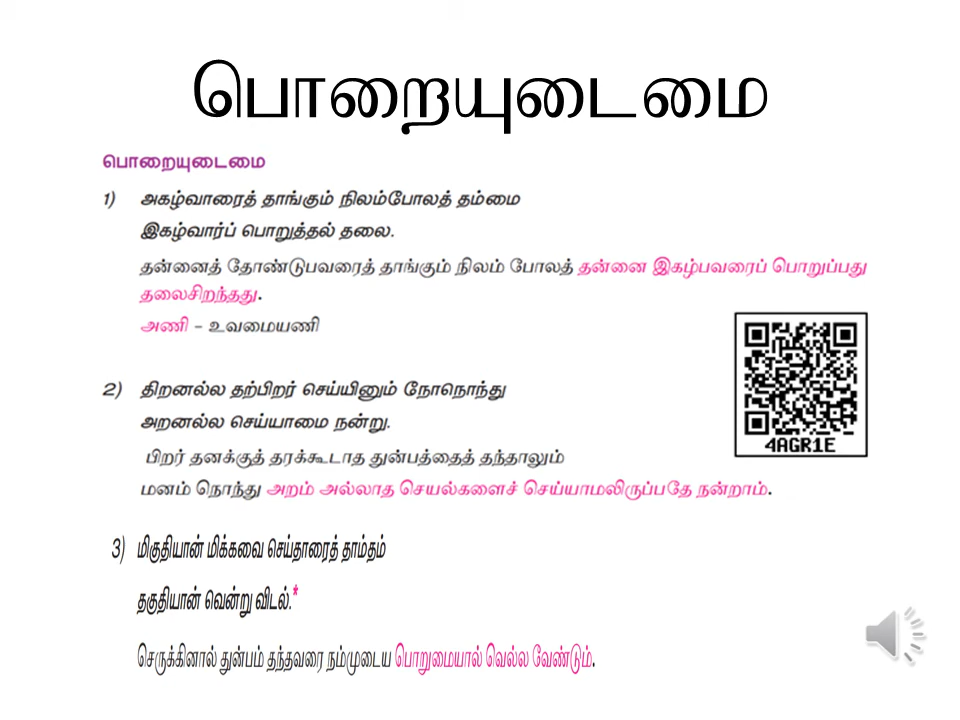 பொறையுடைமை
பொறையுடைமை
1) அகழ்வாரைத் தாங்கும் நிலம்போலத் தம்மை
இகழ்வார்ப் பொறுத்தல் தலை.
தன்னைத் தோண்டுபவரைத் தாங்கும் நிலம் போலத் தன்னை இகழ்பவரைப் பொறுப்பது
தலைசிறந்தது.
அணி – உவமையணி
2) திறனல்ல தற்பிறர் செய்யினும் நோநொந்து
அறனல்ல செய்யாமை நன்று.
பிறர் தனக்குத் தரக்கூடாத துன்பத்தைத் தந்தாலும்
மனம் நொந்து அறம் அல்லாத செயல்களைச் செய்யாமலிருப்பதே நன்றாம்.
4AGR1E
3) மிகுதியான் மிக்கவை செய்தாரைத் தாம்தம்
தகுதியான் வென்று விடல்.*
செருக்கினால் துன்பம் தந்தவரை நம்முடைய பொறுமையால் வெல்ல வேண்டும்.